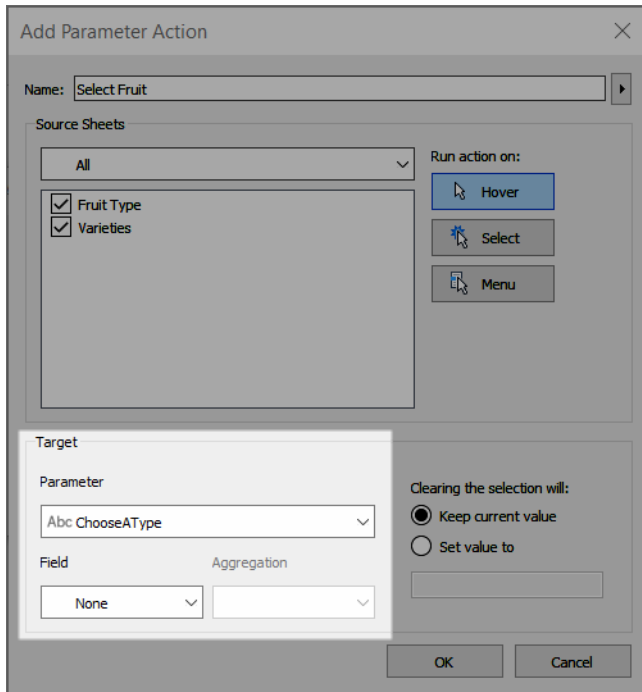 Add Parameter Action
Name: Select Fruit
Source Sheets
All
Fruit Type
Varieties
Run action on:
Hover
Select
Menu
Target
Parameter
Abc ChooseAType
Field Aggregation
None
Clearing the selection will:
Keep current value
Set value to
OK Cancel